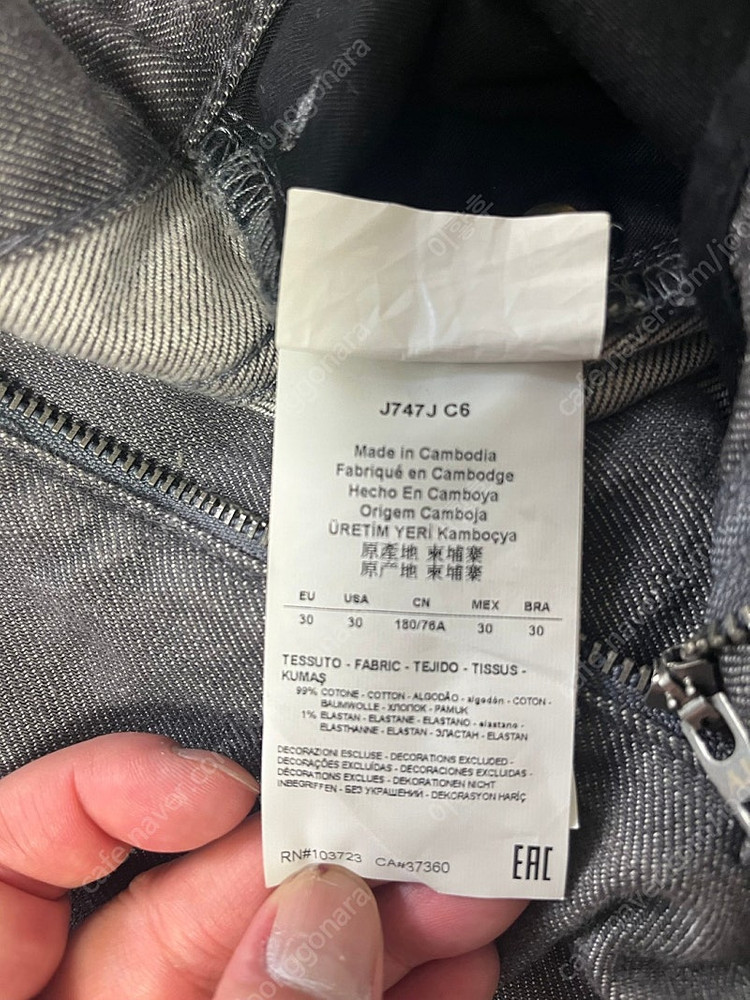 J747J C6
Made in Cambodia
Fabriqué en Cambodge
Hecho En Camboya
Origem Camboja
ÜRETİM YERİ Kamboçya
原產地 柬埔寨
原产地 柬埔寨
EU USA CN MEX BRA
30 30 180/76A 30 30
TESSUTO - FABRIC - TEJIDO - TISSUS -
KUMAŞ
99% COTONE - COTTON - ALGODÃO - algodón - COTON -
BAUMWOLLE - ХЛОПОК - PAMUK
1% ELASTAN - ELASTANE - ELASTANO - elastano -
ELASTHANNE - ELASTAN - ЭЛАСТАН - ELASTAN
DECORAZIONI ESCLUSE - DECORATIONS EXCLUDED -
DECORAÇÕES EXCLUÍDAS - DECORACIONES EXCLUIDAS -
DÉCORATIONS EXCLUES - DEKORATIONEN NICHT
INBEGRIFFEN - БЕЗ УКРАШЕНИЙ - DEKORASYON HARİÇ
RN#103723 CA#37360 EAC